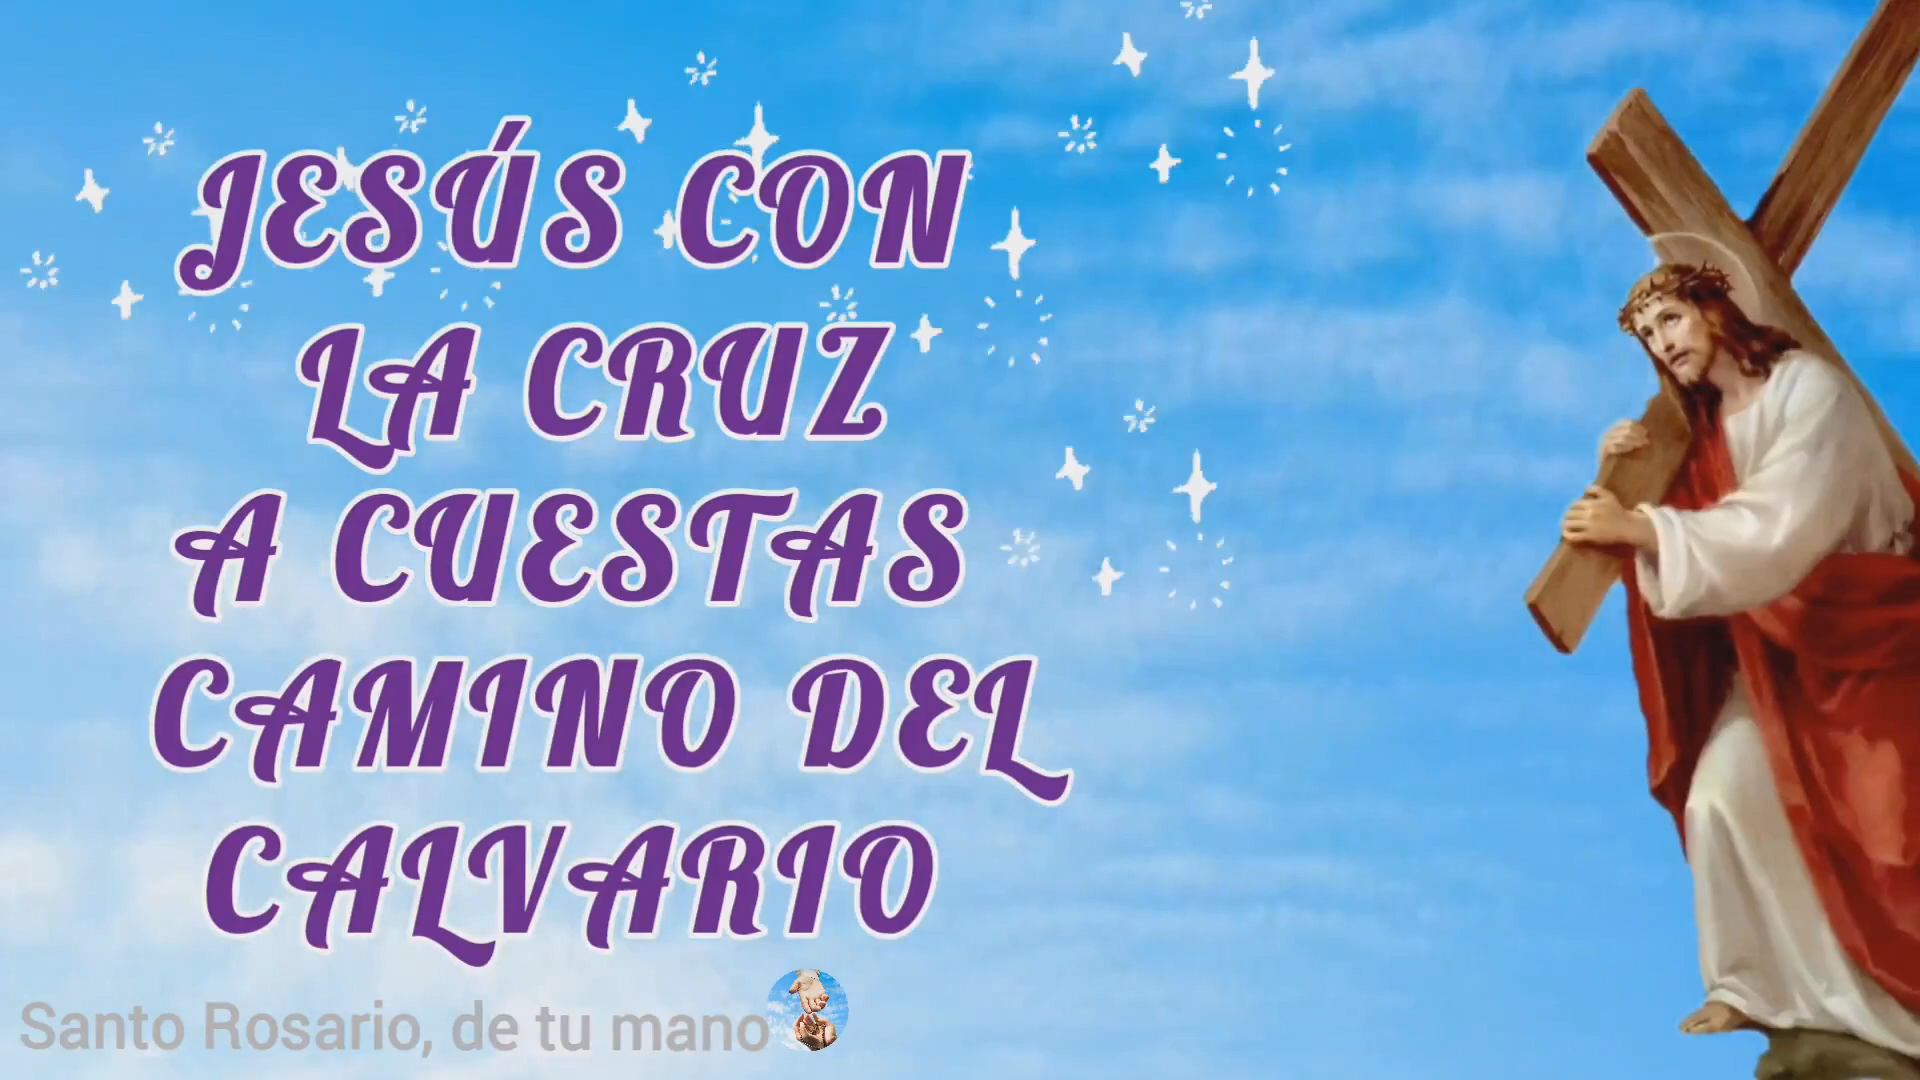 JESÚS CON
LA CRUZ
A CUESTAS
CAMINO DEL
CALVARIO
Santo Rosario, de tu mano